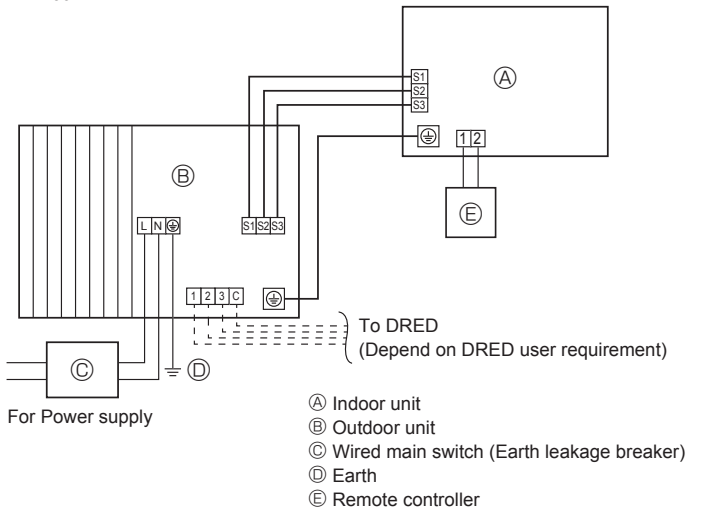 S1
S2
S3
Ⓐ
1 2
Ⓑ
Ⓔ
L N
S1 S2 S3
1 2 3 C
To DRED
(Depend on DRED user requirement)
Ⓒ
Ⓓ
For Power supply
Ⓐ Indoor unit
Ⓑ Outdoor unit
Ⓒ Wired main switch (Earth leakage breaker)
Ⓓ Earth
Ⓔ Remote controller